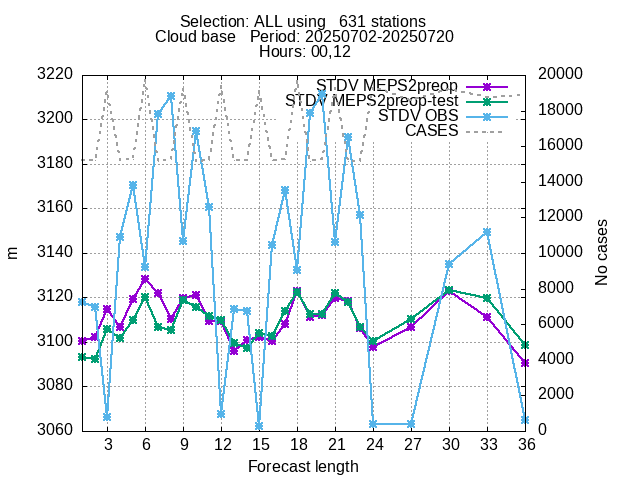 Selection: ALL using   631 stations
Cloud base   Period: 20250702-20250720
Hours: 00,12
STDV MEPS2preop
STDV MEPS2preop-test
STDV OBS
CASES
3220
3200
3180
3160
3140
3120
3100
3080
3060
20000
18000
16000
14000
12000
10000
8000
6000
4000
2000
0
m
No cases
3 6 9 12 15 18 21 24 27 30 33 36
Forecast length